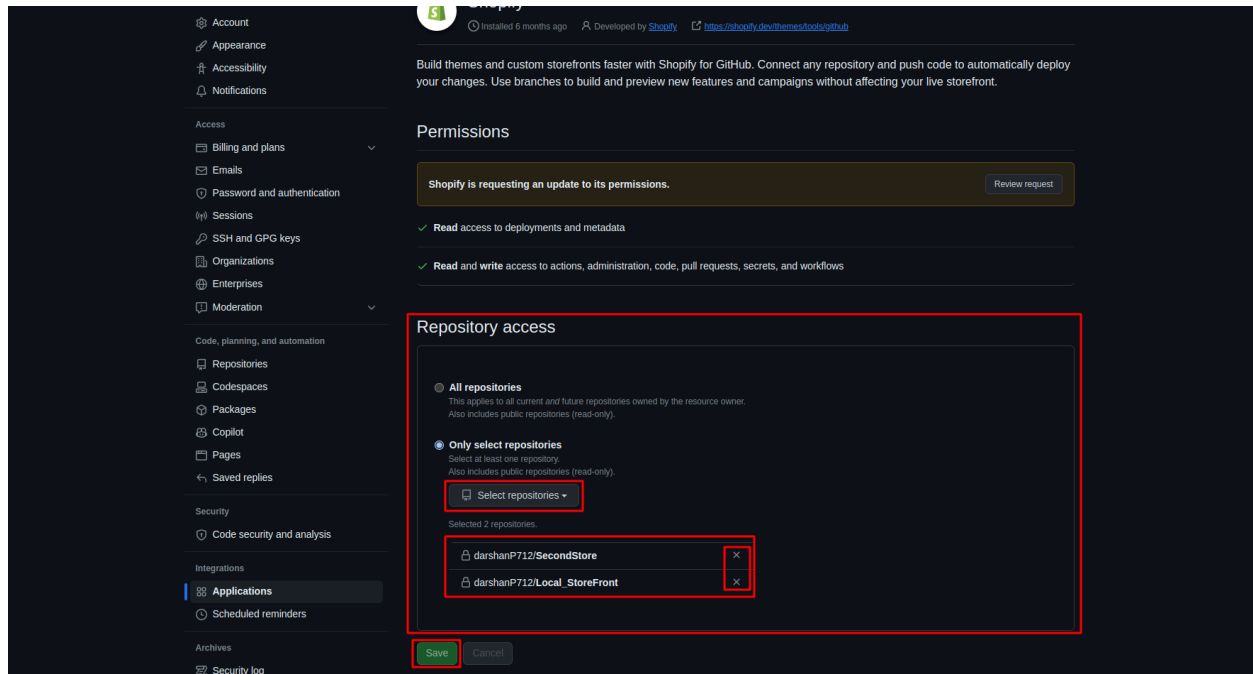 Account
Appearance
Accessibility
Notifications
Access
Billing and plans
Emails
Password and authentication
Sessions
SSH and GPG keys
Organizations
Enterprises
Moderation
Code, planning, and automation
Repositories
Codespaces
Packages
Copilot
Pages
Saved replies
Security
Code security and analysis
Integrations
Applications
Scheduled reminders
Archives
Security log
Shopify
Installed 6 months ago Developed by Shopify https://shopify.dev/themes/tools/github
Build themes and custom storefronts faster with Shopify for GitHub. Connect any repository and push code to automatically deploy
your changes. Use branches to build and preview new features and campaigns without affecting your live storefront.
Permissions
Shopify is requesting an update to its permissions. Review request
Read access to deployments and metadata
Read and write access to actions, administration, code, pull requests, secrets, and workflows
Repository access
All repositories
This applies to all current and future repositories owned by the resource owner.
Also includes public repositories (read-only).
Only select repositories
Select at least one repository.
Also includes public repositories (read-only).
Select repositories
Selected 2 repositories.
darshanP712/SecondStore
darshanP712/Local_StoreFront
Save Cancel